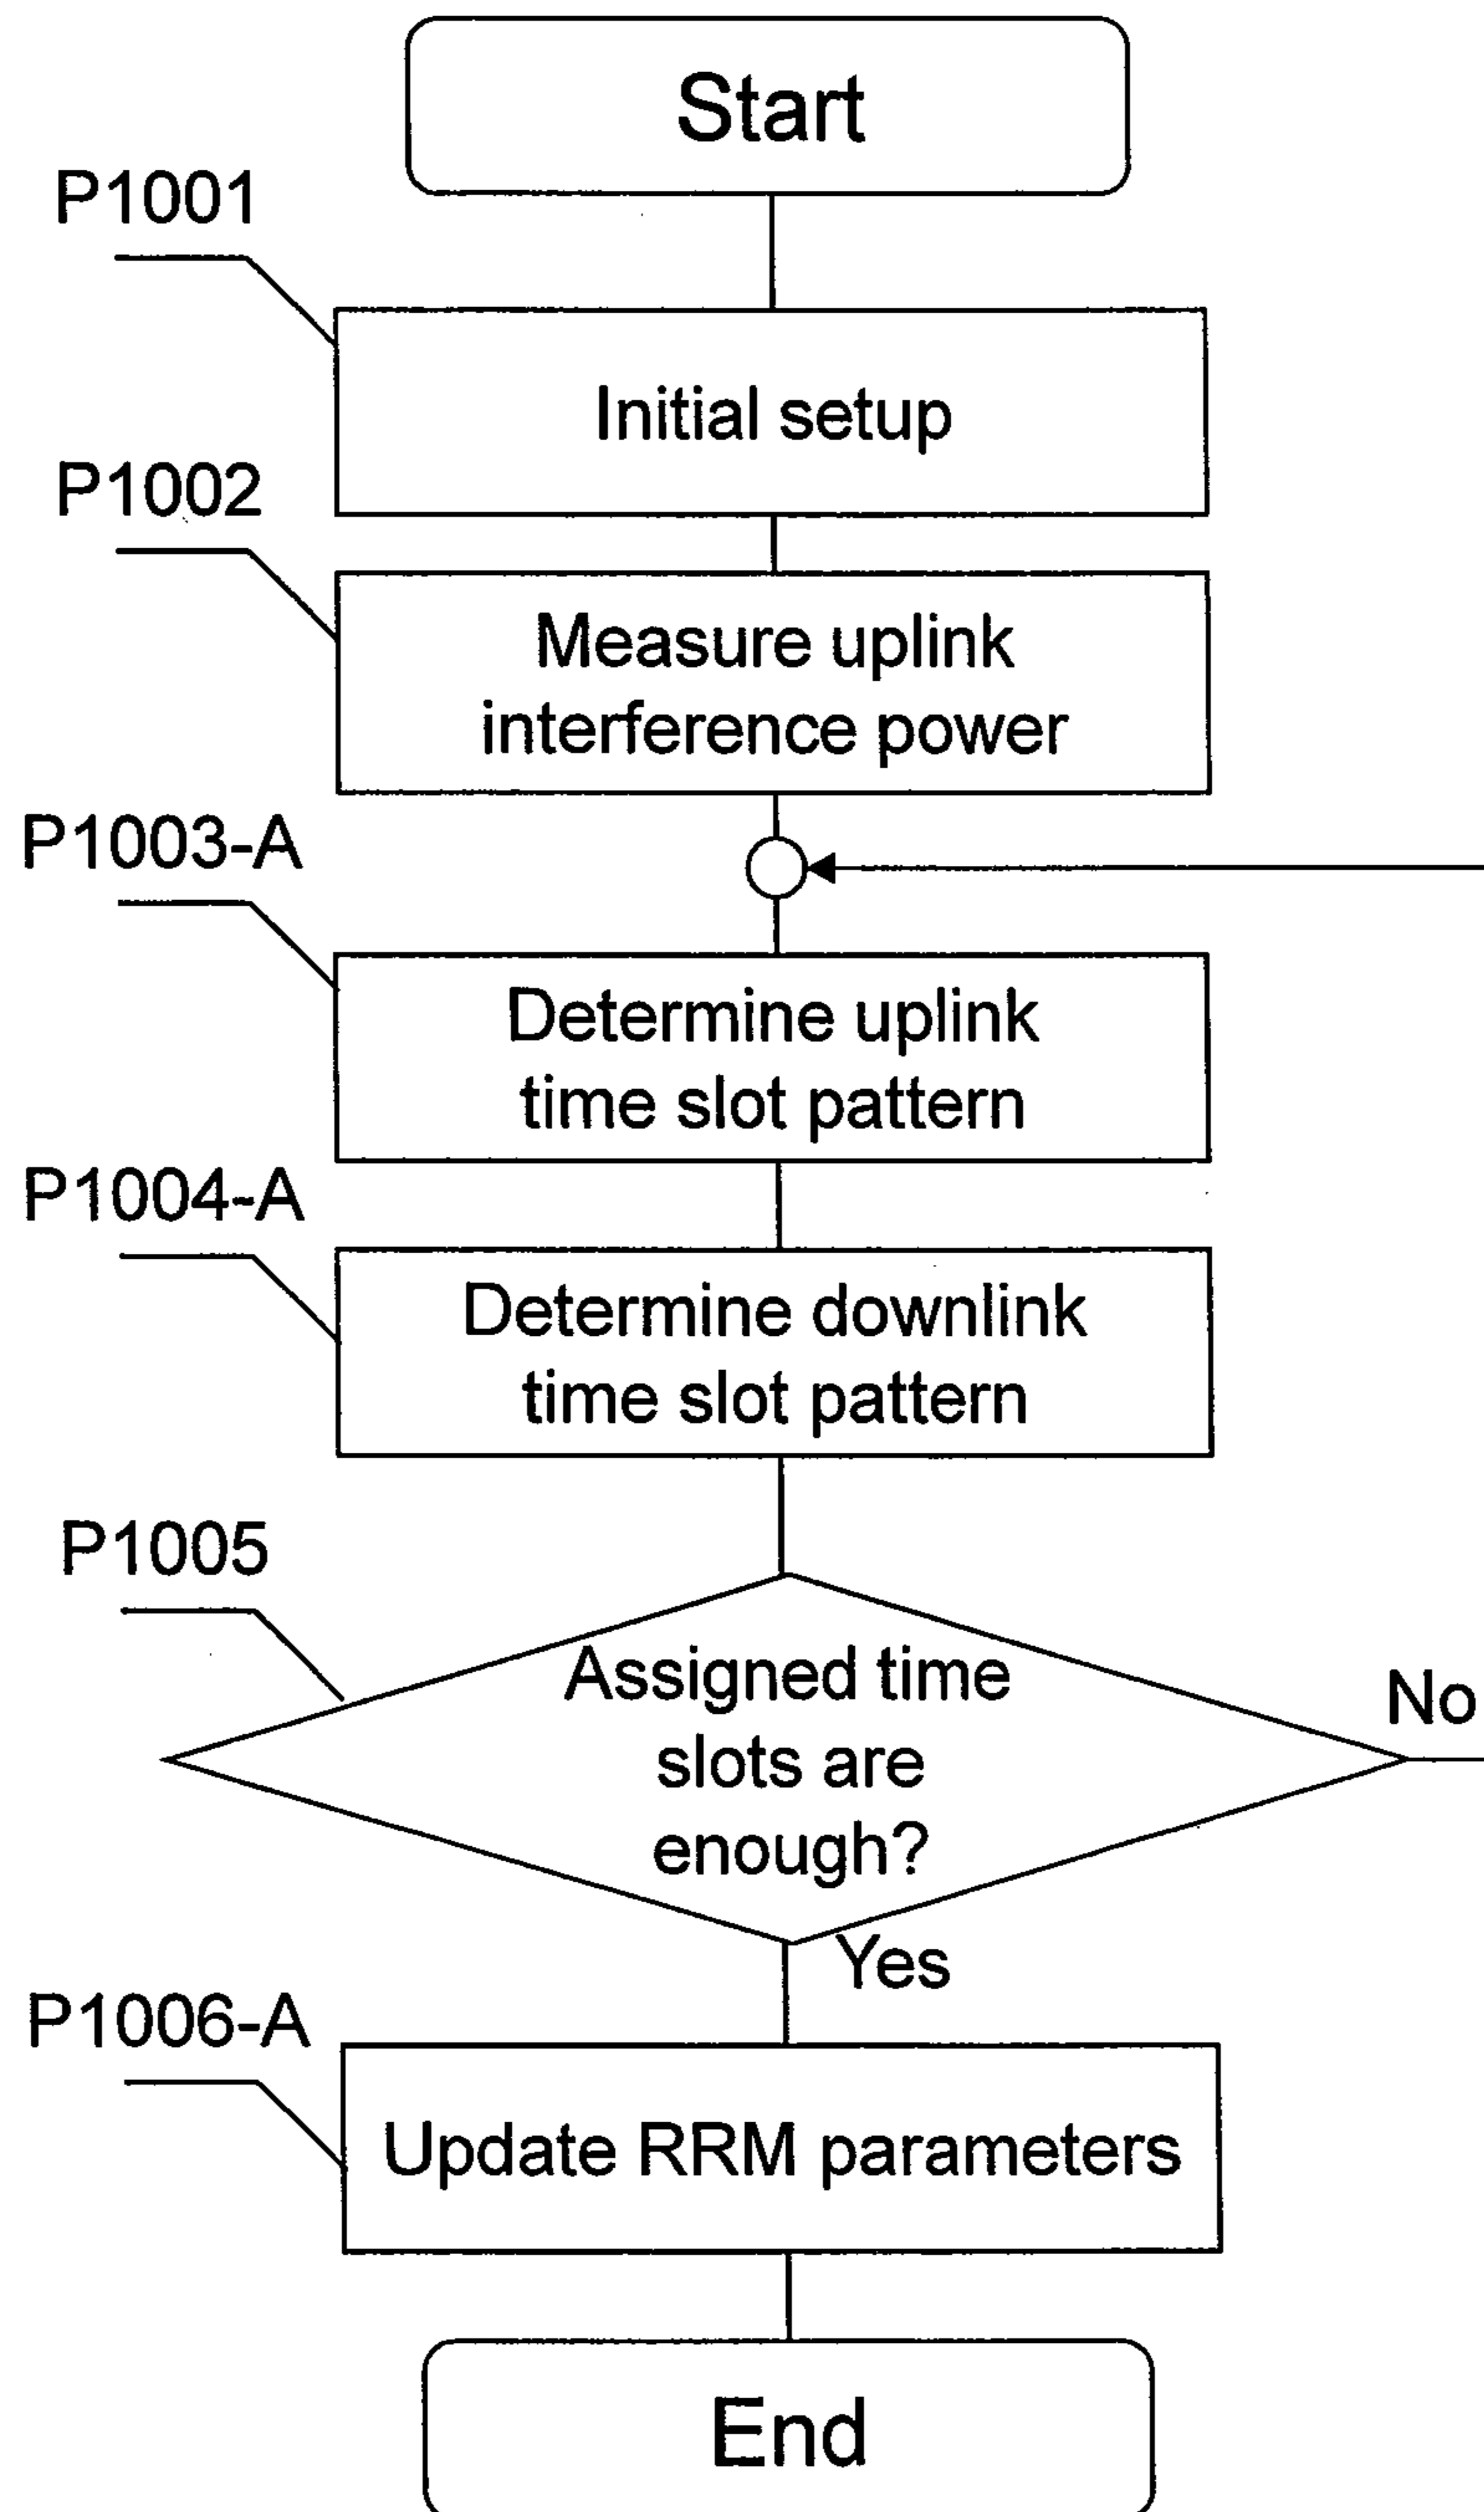 Start
P1001
Initial setup
P1002
Measure uplink
interference power
P1003-A
Determine uplink
time slot pattern
P1004-A
Determine downlink
time slot pattern
P1005
Assigned time
slots are
enough?
No
Yes
P1006-A
Update RRM parameters
End